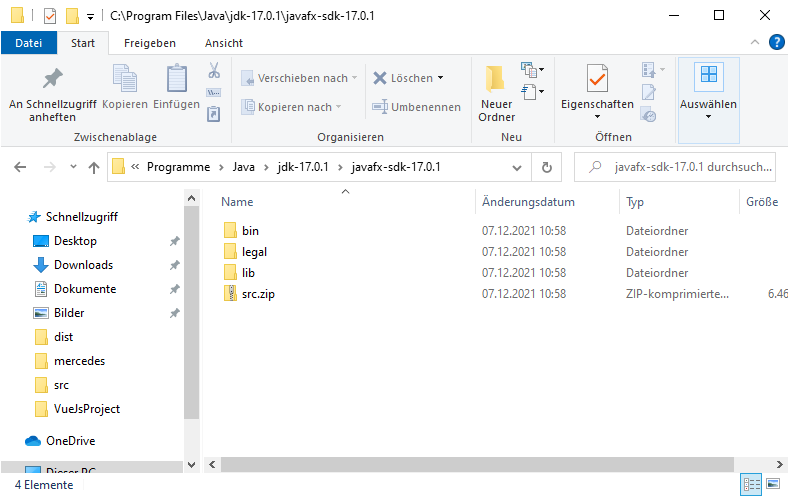 C:\Program Files\Java\jdk-17.0.1\javafx-sdk-17.0.1
Datei Start Freigeben Ansicht
An Schnellzugriff anheften
Kopieren
Einfügen
Zwischenablage
Verschieben nach
Kopieren nach
Löschen
Umbenennen
Organisieren
Neuer Ordner
Neu
Eigenschaften
Öffnen
Auswählen
« Programme > Java > jdk-17.0.1 > javafx-sdk-17.0.1
javafx-sdk-17.0.1 durchsuch...
Schnellzugriff
Desktop
Downloads
Dokumente
Bilder
dist
mercedes
src
VueJsProject
OneDrive
Dieser PC
Name Änderungsdatum Typ Größe
bin 07.12.2021 10:58 Dateiordner
legal 07.12.2021 10:58 Dateiordner
lib 07.12.2021 10:58 Dateiordner
src.zip 07.12.2021 10:58 ZIP-komprimierte... 6.46
4 Elemente